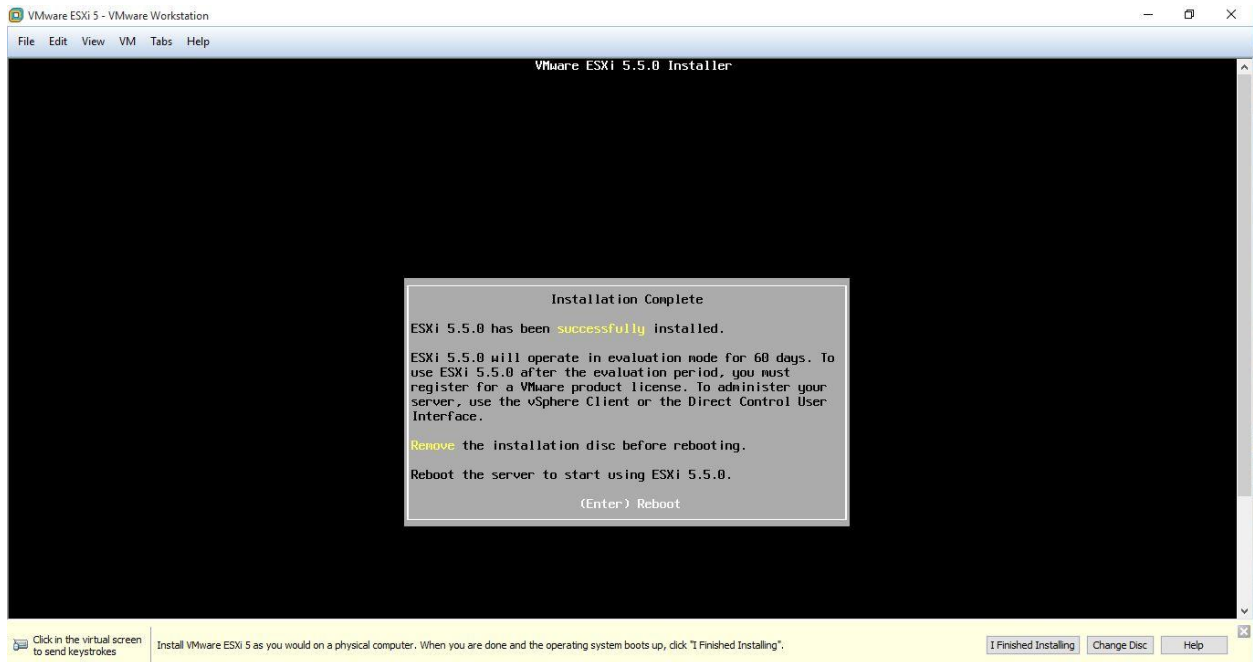 VMware ESXi 5 - VMware Workstation
File Edit View VM Tabs Help
VMware ESXi 5.5.0 Installer
Installation Complete
ESXi 5.5.0 has been successfully installed.
ESXi 5.5.0 will operate in evaluation mode for 60 days. To
use ESXi 5.5.0 after the evaluation period, you must
register for a VMware product license. To administer your
server, use the vSphere Client or the Direct Control User
Interface.
Remove the installation disc before rebooting.
Reboot the server to start using ESXi 5.5.0.
(Enter) Reboot
Click in the virtual screen
to send keystrokes
Install VMware ESXi 5 as you would on a physical computer. When you are done and the operating system boots up, click "I Finished Installing".
I Finished Installing Change Disc Help